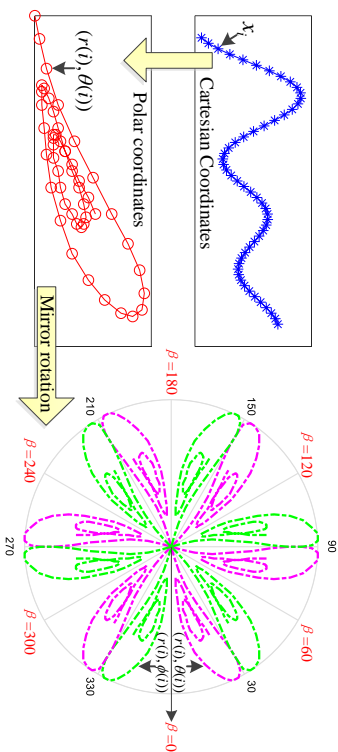 x_i
Cartesian Coordinates
(r(i), θ(i))
Polar coordinates
Mirror rotation
β=0
β=60
β=120
β=180
β=240
β=300
30
90
150
210
270
330
(r(i),θ(i))
(r(i),ϕ(i))